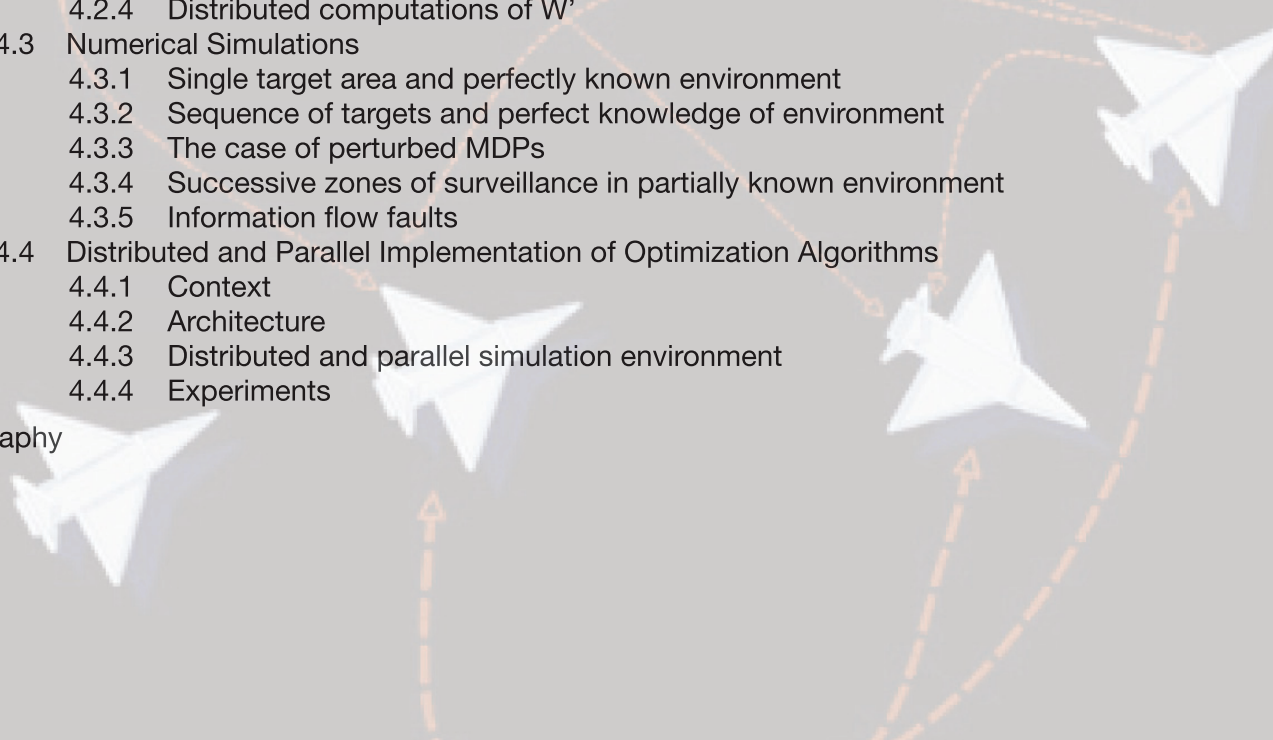 4.2.4 Distributed computations of W’
4.3 Numerical Simulations
4.3.1 Single target area and perfectly known environment
4.3.2 Sequence of targets and perfect knowledge of environment
4.3.3 The case of perturbed MDPs
4.3.4 Successive zones of surveillance in partially known environment
4.3.5 Information flow faults
4.4 Distributed and Parallel Implementation of Optimization Algorithms
4.4.1 Context
4.4.2 Architecture
4.4.3 Distributed and parallel simulation environment
4.4.4 Experiments
aphy